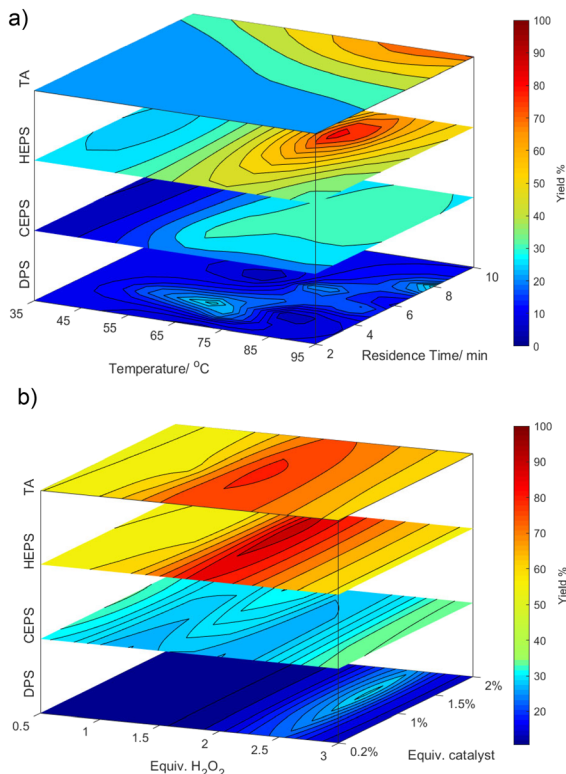 a)
TA
HEPS
CEPS
DPS
35
45
55
65
75
85
95
Temperature/ °C
2
4
6
8
10
Residence Time/ min
100
90
80
70
60
50
40
30
20
10
0
Yield %
b)
TA
HEPS
CEPS
DPS
0.5
1
1.5
2
2.5
3
Equiv. H₂O₂
0.2%
1%
1.5%
2%
Equiv. catalyst
100
90
80
70
60
50
40
30
20
Yield %